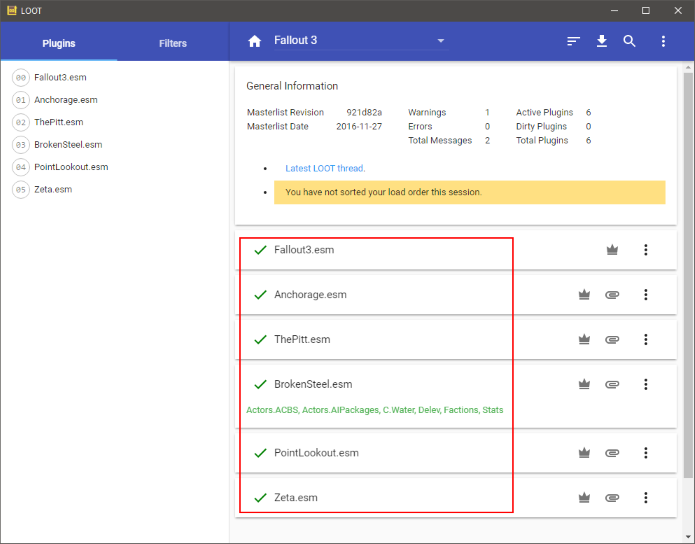 LOOT
Plugins Filters Fallout 3
00 Fallout3.esm
01 Anchorage.esm
02 ThePitt.esm
03 BrokenSteel.esm
04 PointLookout.esm
05 Zeta.esm
General Information
Masterlist Revision 921d82a Warnings 1 Active Plugins 6
Masterlist Date 2016-11-27 Errors 0 Dirty Plugins 0
Total Messages 2 Total Plugins 6
Latest LOOT thread.
You have not sorted your load order this session.
Fallout3.esm
Anchorage.esm
ThePitt.esm
BrokenSteel.esm
Actors.ACBS, Actors.AIPackages, C.Water, Delev, Factions, Stats
PointLookout.esm
Zeta.esm